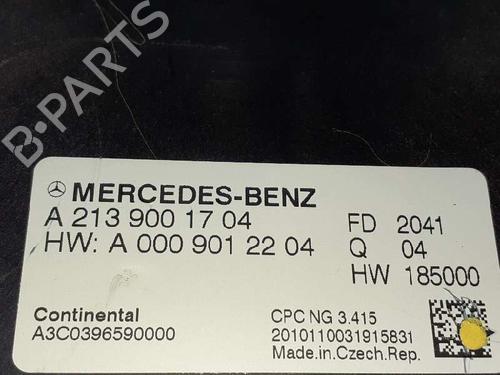 B-PARTS
MERCEDES-BENZ
A 213 900 17 04
HW: A 000 901 22 04
FD 2041
Q 04
HW 185000
Continental
A3C0396590000
CPC NG 3.415
2010110031915831
Made.in.Czech.Rep.